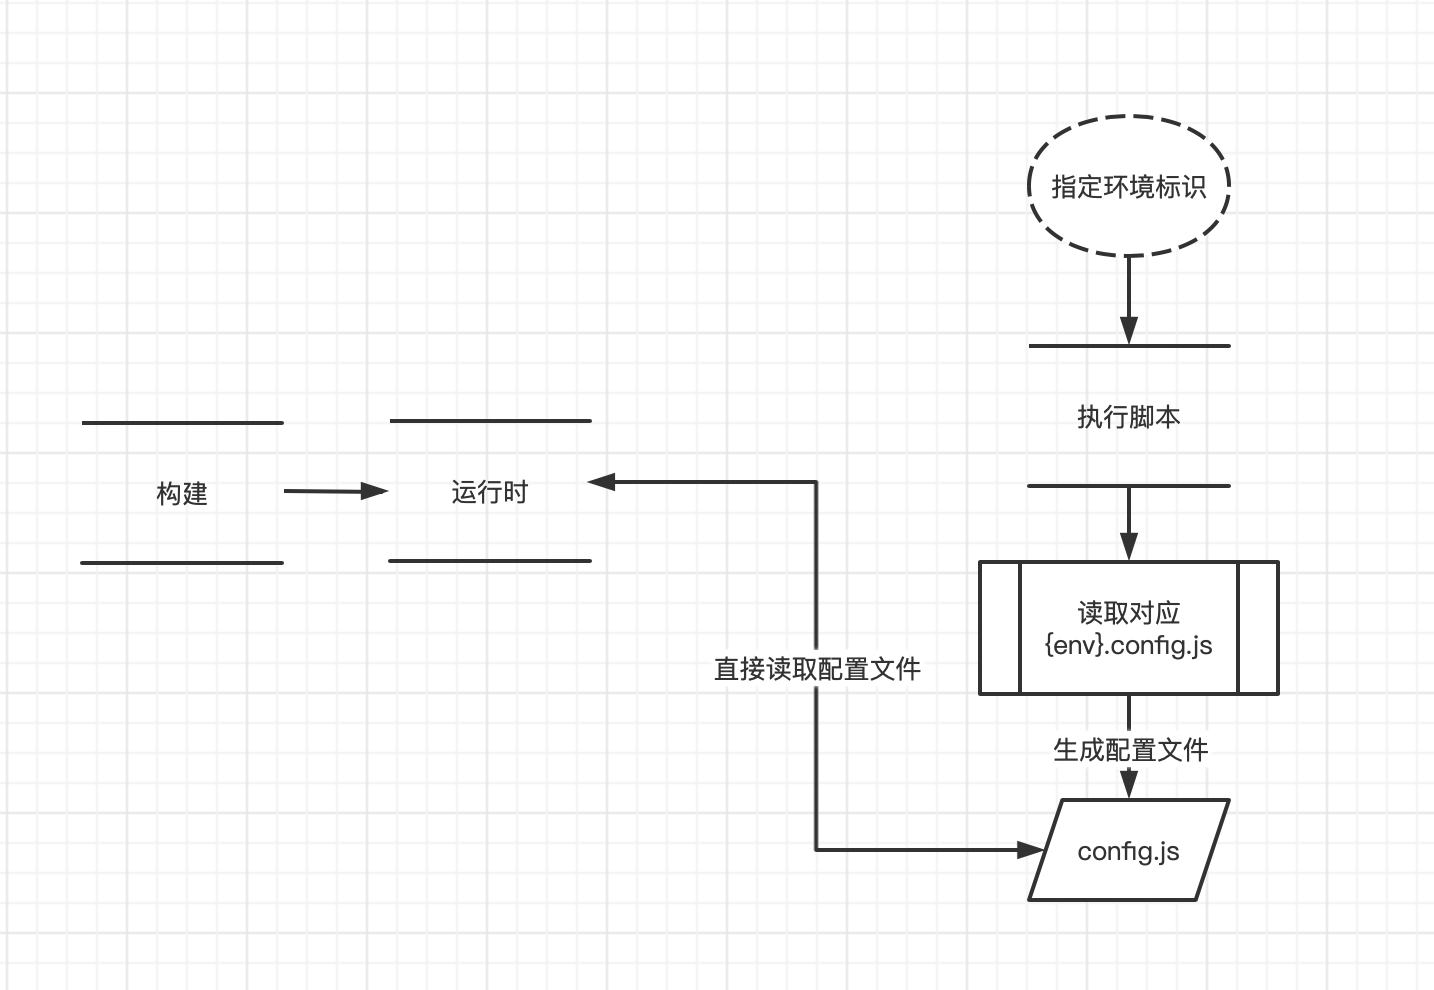 指定环境标识
执行脚本
构建
运行时
读取对应
{env}.config.js
直接读取配置文件
生成配置文件
config.js